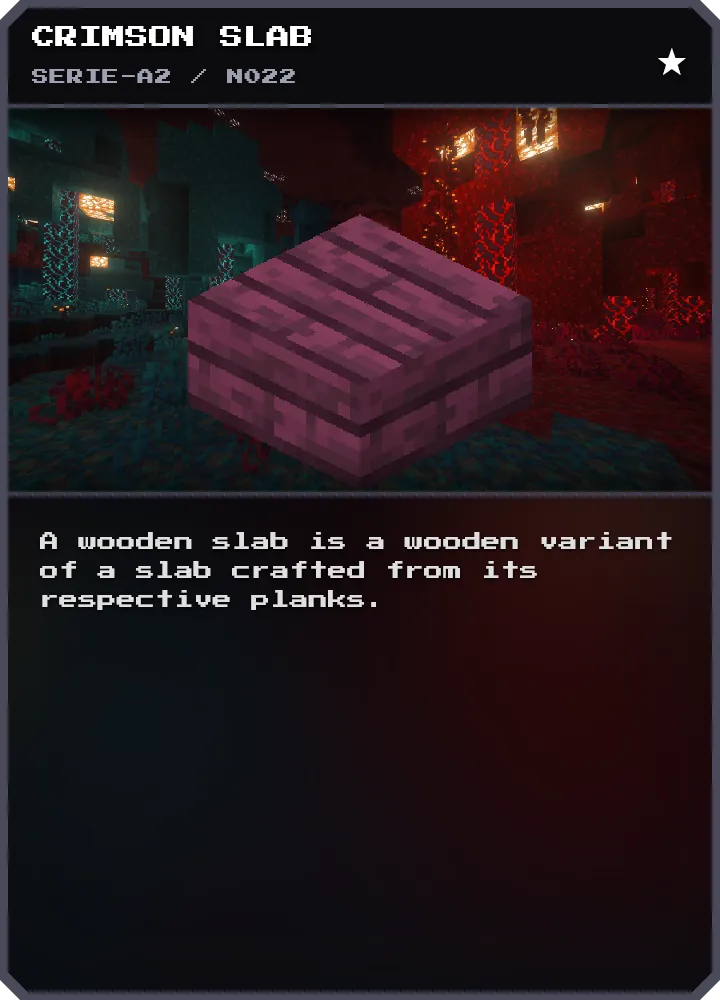 CRIMSON SLAB
SERIE-A2 / N022
A wooden slab is a wooden variant
of a slab crafted from its
respective planks.